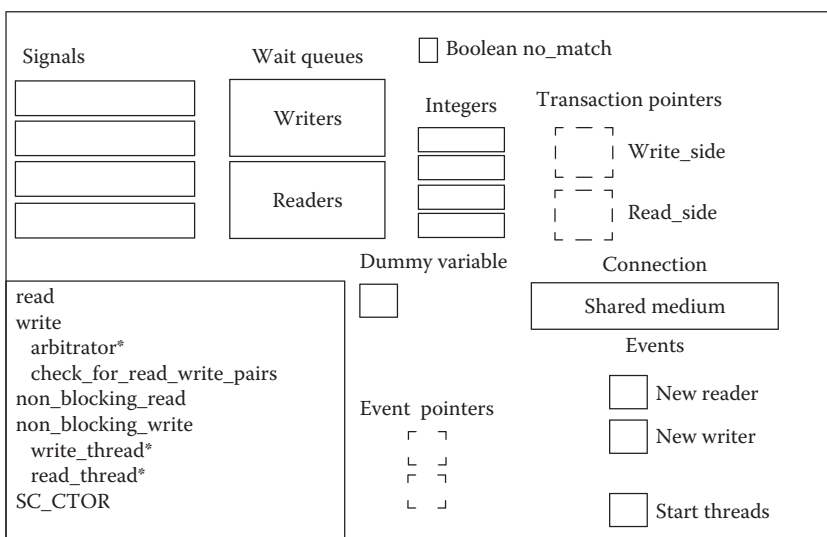 Signals
Wait queues
Boolean no_match
Writers
Readers
Integers
Transaction pointers
Write_side
Read_side
Dummy variable
Connection
Shared medium
read
write
arbitrator*
check_for_read_write_pairs
non_blocking_read
non_blocking_write
write_thread*
read_thread*
SC_CTOR
Event pointers
Events
New reader
New writer
Start threads